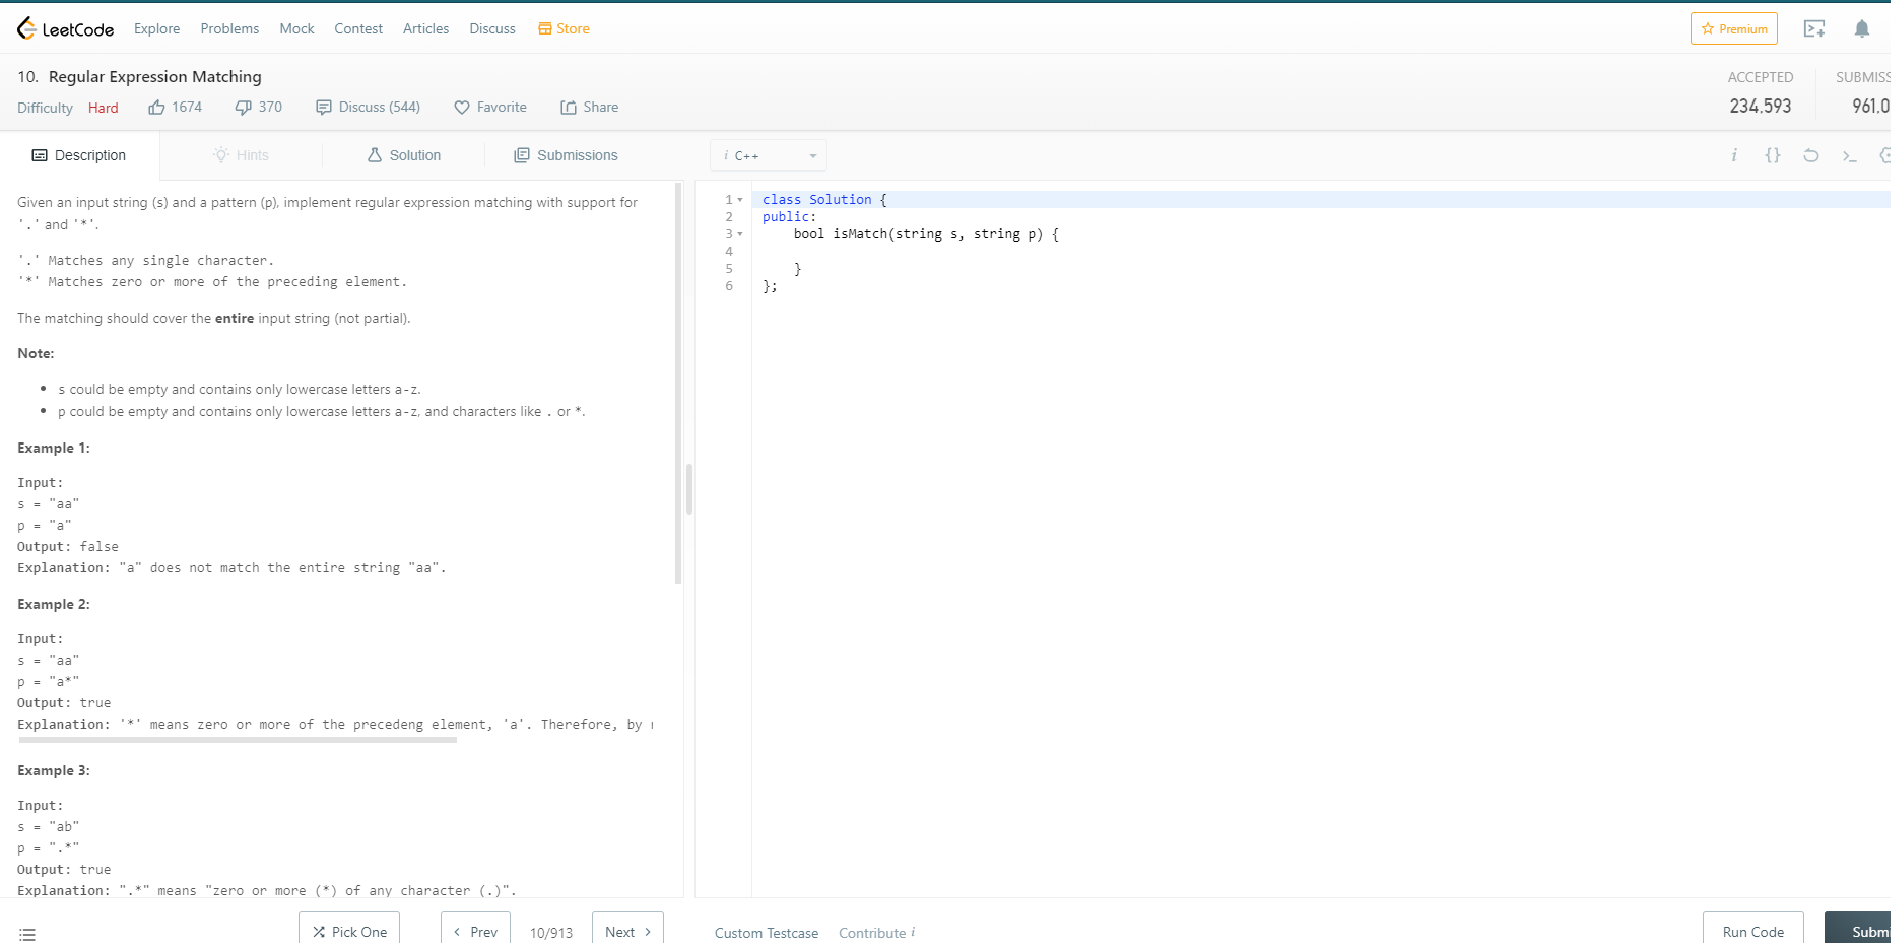 LeetCode Explore Problems Mock Contest Articles Discuss Store Premium
10. Regular Expression Matching ACCEPTED SUBMISS
Difficulty Hard 1674 370 Discuss (544) Favorite Share 234,593 961,0
Description Hints Solution Submissions
i C++
Given an input string (s) and a pattern (p), implement regular expression matching with support for
'.' and '*'.
'.' Matches any single character.
'*' Matches zero or more of the preceding element.
The matching should cover the entire input string (not partial).
Note:
• s could be empty and contains only lowercase letters a-z.
• p could be empty and contains only lowercase letters a-z, and characters like . or *.
Example 1:
Input:
s = "aa"
p = "a"
Output: false
Explanation: "a" does not match the entire string "aa".
Example 2:
Input:
s = "aa"
p = "a*"
Output: true
Explanation: '*' means zero or more of the precedeng element, 'a'. Therefore, by
Example 3:
Input:
s = "ab"
p = ".*"
Output: true
Explanation: ".*" means "zero or more (*) of any character (.)".
i {} >_
1 class Solution {
2 public:
3 bool isMatch(string s, string p) {
4
5 }
6 };
Pick One < Prev 10/913 Next > Custom Testcase Contribute i Run Code Subm